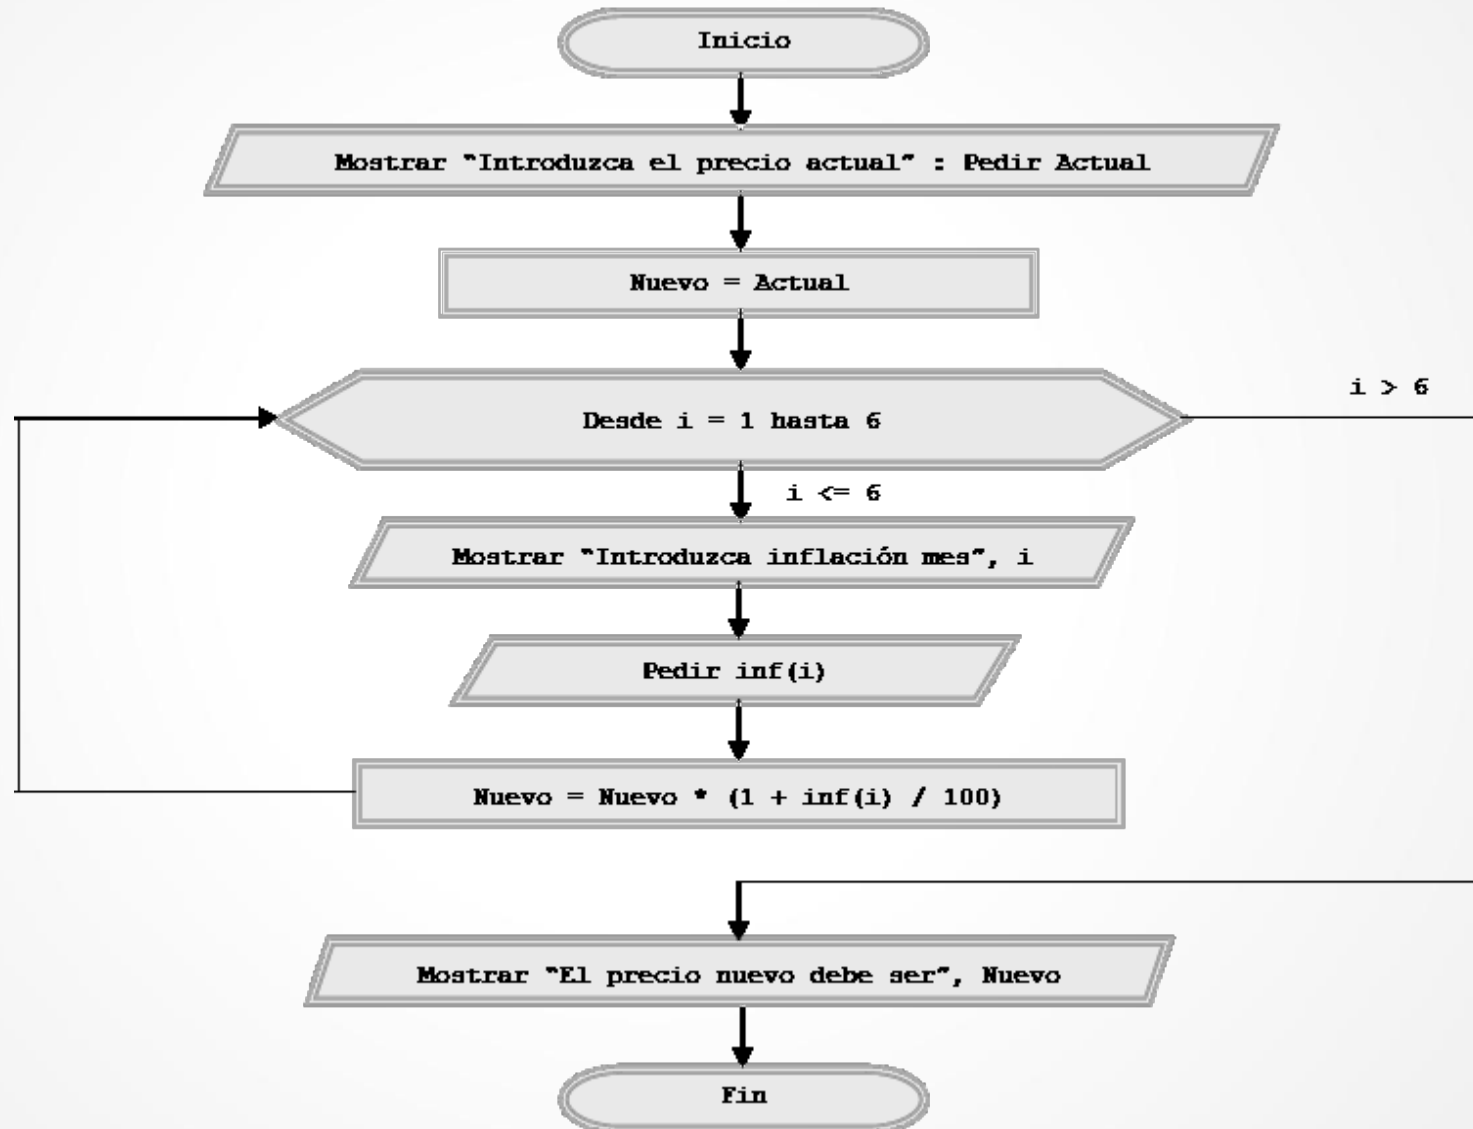 Inicio
Mostrar "Introduzca el precio actual" : Pedir Actual
Nuevo = Actual
Desde i = 1 hasta 6
i > 6
i <= 6
Mostrar "Introduzca inflación mes", i
Pedir inf(i)
Nuevo = Nuevo * (1 + inf(i) / 100)
Mostrar "El precio nuevo debe ser", Nuevo
Fin